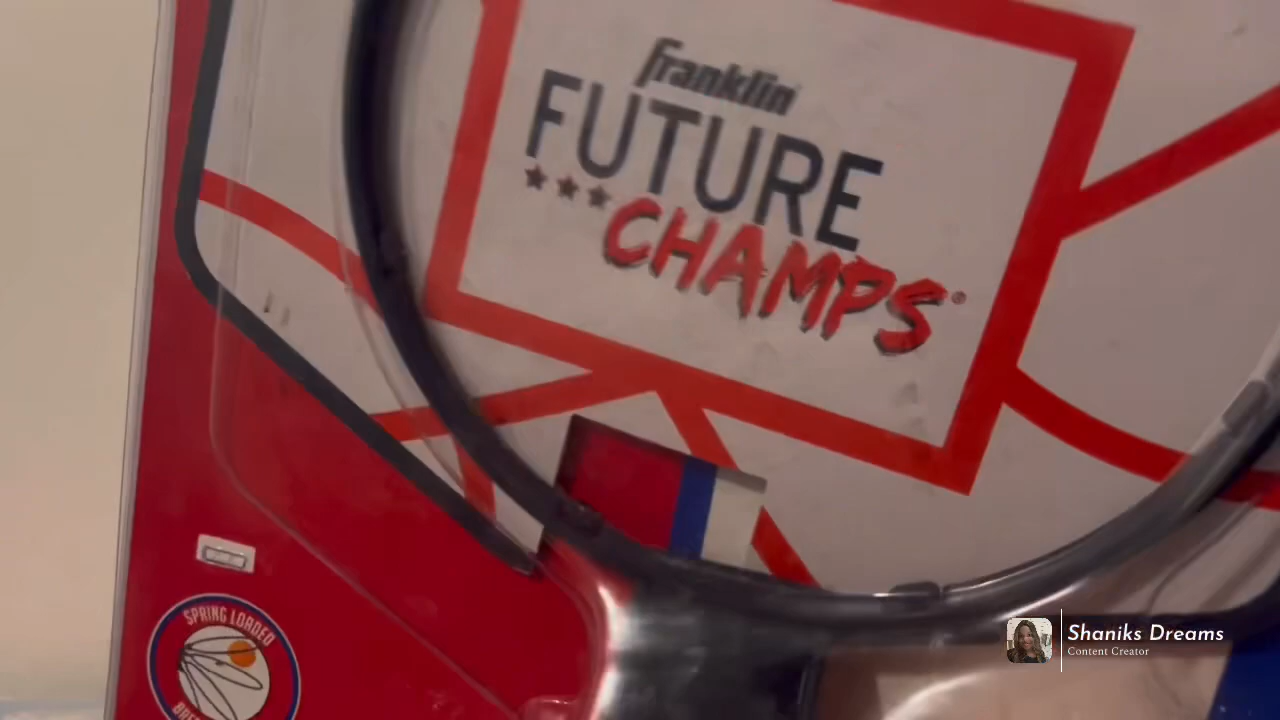 franklin
FUTURE
CHAMPS®
SPRING LOADED
Shaniks Dreams
Content Creator